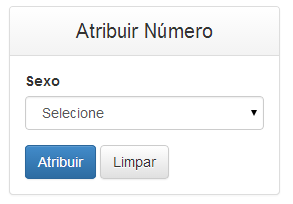 Atribuir Número
Sexo
Selecione
Atribuir Limpar